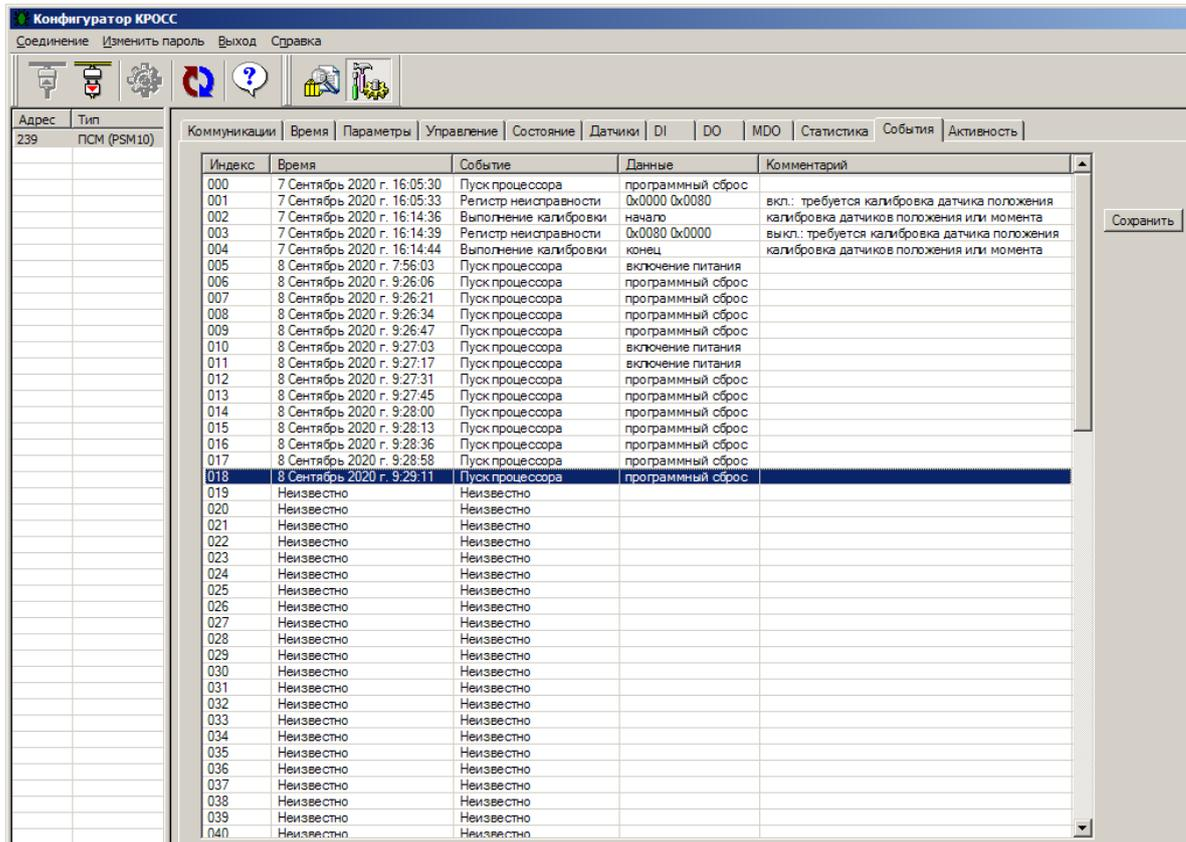 Конфигуратор КРОСС
Соединение Изменить пароль Выход Справка
Адрес Тип
239 ПСМ (PSM10)
Коммуникации Время Параметры Управление Состояние Датчики DI DO MDO Статистика События Активность
Индекс Время Событие Данные Комментарий
000 7 Сентябрь 2020 г. 16:05:30 Пуск процессора программный сброс
001 7 Сентябрь 2020 г. 16:05:33 Регистр неисправности 0x0000 0x0080 вкл.: требуется калибровка датчика положения
002 7 Сентябрь 2020 г. 16:14:36 Выполнение калибровки начало калибровка датчиков положения или момента
003 7 Сентябрь 2020 г. 16:14:39 Регистр неисправности 0x0080 0x0000 выкл.: требуется калибровка датчика положения
004 7 Сентябрь 2020 г. 16:14:44 Выполнение калибровки конец калибровка датчиков положения или момента
005 8 Сентябрь 2020 г. 7:56:03 Пуск процессора включение питания
006 8 Сентябрь 2020 г. 9:26:06 Пуск процессора программный сброс
007 8 Сентябрь 2020 г. 9:26:21 Пуск процессора программный сброс
008 8 Сентябрь 2020 г. 9:26:34 Пуск процессора программный сброс
009 8 Сентябрь 2020 г. 9:26:47 Пуск процессора программный сброс
010 8 Сентябрь 2020 г. 9:27:03 Пуск процессора включение питания
011 8 Сентябрь 2020 г. 9:27:17 Пуск процессора включение питания
012 8 Сентябрь 2020 г. 9:27:31 Пуск процессора программный сброс
013 8 Сентябрь 2020 г. 9:27:45 Пуск процессора программный сброс
014 8 Сентябрь 2020 г. 9:28:00 Пуск процессора программный сброс
015 8 Сентябрь 2020 г. 9:28:13 Пуск процессора программный сброс
016 8 Сентябрь 2020 г. 9:28:36 Пуск процессора программный сброс
017 8 Сентябрь 2020 г. 9:28:58 Пуск процессора программный сброс
018 8 Сентябрь 2020 г. 9:29:11 Пуск процессора программный сброс
019 Неизвестно Неизвестно
020 Неизвестно Неизвестно
021 Неизвестно Неизвестно
022 Неизвестно Неизвестно
023 Неизвестно Неизвестно
024 Неизвестно Неизвестно
025 Неизвестно Неизвестно
026 Неизвестно Неизвестно
027 Неизвестно Неизвестно
028 Неизвестно Неизвестно
029 Неизвестно Неизвестно
030 Неизвестно Неизвестно
031 Неизвестно Неизвестно
032 Неизвестно Неизвестно
033 Неизвестно Неизвестно
034 Неизвестно Неизвестно
035 Неизвестно Неизвестно
036 Неизвестно Неизвестно
037 Неизвестно Неизвестно
038 Неизвестно Неизвестно
039 Неизвестно Неизвестно
040 Неизвестно Неизвестно
Сохранить